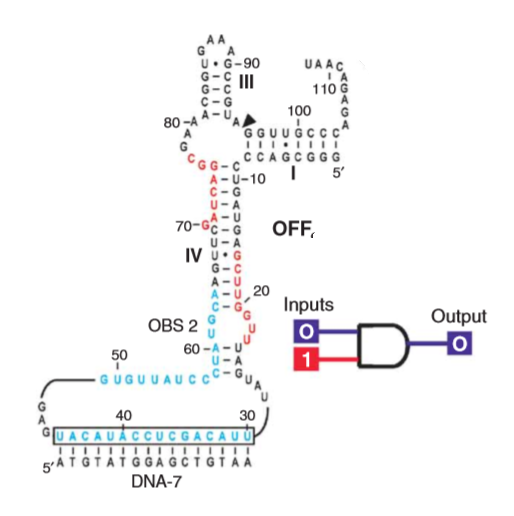 A A
G A
U • G –90
G – C
G – C
C – G
A – U
III
80 – A
A
G
C
G
A
U A A C
110
A G A G A
100
G G U U • G C C C
C C A G C G G G
I
5′
G – C
A – U – 10
C – G
U – A
A – U
70 – G
C – G
U – A
U • G
U – C
G – U
A – U
A – G
20
G U U
IV
OFF
OBS 2
A C G U
60 – A – U
U – A
C – G
U A U
50
G U G U U A U C C
G A G
40
30
U A C A U A C C U C G A C A U U
5′ A T G T A T G G A G C T G T A A
DNA-7
Inputs
Output
0
1
0